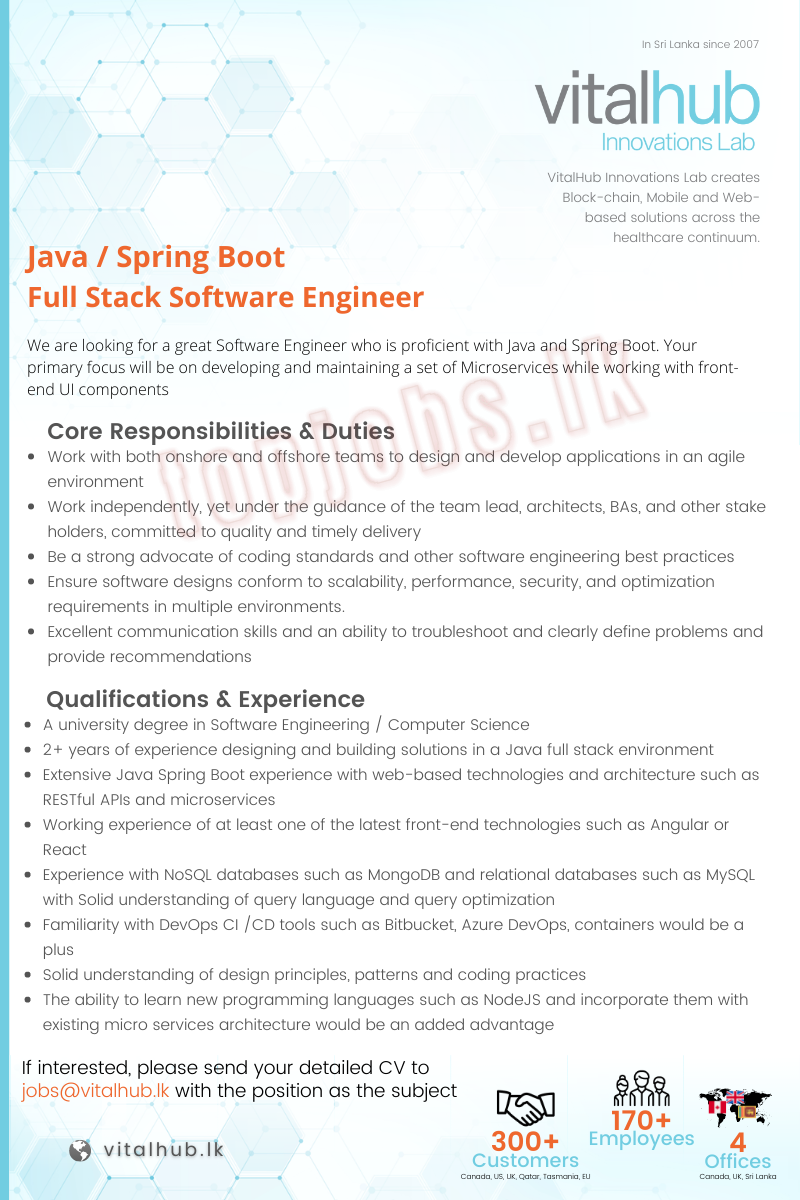 In Sri Lanka since 2007
vitalhub
Innovations Lab
VitalHub Innovations Lab creates
Block-chain, Mobile and Web-
based solutions across the
healthcare continuum.
Java / Spring Boot
Full Stack Software Engineer
We are looking for a great Software Engineer who is proficient with Java and Spring Boot. Your
primary focus will be on developing and maintaining a set of Microservices while working with front-
end UI components
topjobs.lk
Core Responsibilities & Duties
• Work with both onshore and offshore teams to design and develop applications in an agile
environment
• Work independently, yet under the guidance of the team lead, architects, BAs, and other stake
holders, committed to quality and timely delivery
• Be a strong advocate of coding standards and other software engineering best practices
• Ensure software designs conform to scalability, performance, security, and optimization
requirements in multiple environments.
• Excellent communication skills and an ability to troubleshoot and clearly define problems and
provide recommendations
Qualifications & Experience
• A university degree in Software Engineering / Computer Science
• 2+ years of experience designing and building solutions in a Java full stack environment
• Extensive Java Spring Boot experience with web-based technologies and architecture such as
RESTful APIs and microservices
• Working experience of at least one of the latest front-end technologies such as Angular or
React
• Experience with NoSQL databases such as MongoDB and relational databases such as MySQL
with Solid understanding of query language and query optimization
• Familiarity with DevOps CI /CD tools such as Bitbucket, Azure DevOps, containers would be a
plus
• Solid understanding of design principles, patterns and coding practices
• The ability to learn new programming languages such as NodeJS and incorporate them with
existing micro services architecture would be an added advantage
If interested, please send your detailed CV to
jobs@vitalhub.lk with the position as the subject
vitalhub.lk
300+
Customers
Canada, US, UK, Qatar, Tasmania, EU
170+
Employees
4
Offices
Canada, UK, Sri Lanka